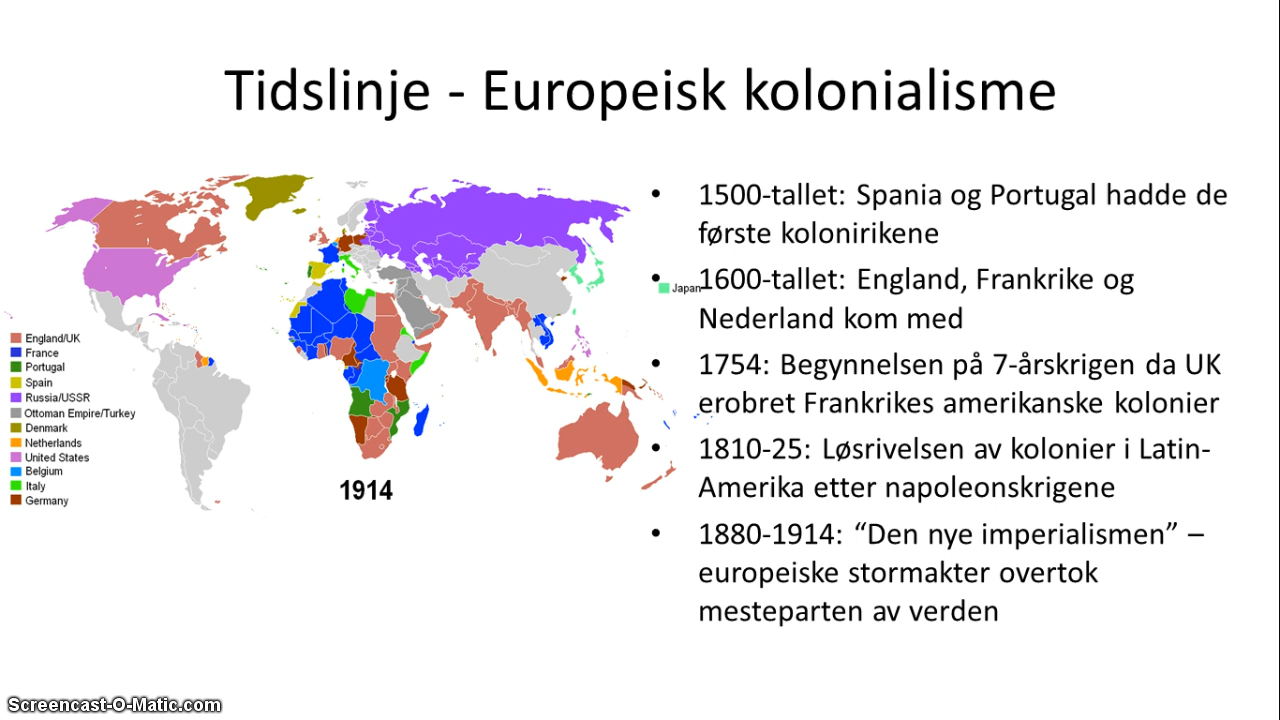 Tidslinje - Europeisk kolonialisme
England/UK
France
Portugal
Spain
Russia/USSR
Ottoman Empire/Turkey
Denmark
Netherlands
United States
Belgium
Italy
Germany
1914
Japan
• 1500-tallet: Spania og Portugal hadde de
første kolonirikene
• 1600-tallet: England, Frankrike og
Nederland kom med
• 1754: Begynnelsen på 7-årskrigen da UK
erobret Frankrikes amerikanske kolonier
• 1810-25: Løsrivelsen av kolonier i Latin-
Amerika etter napoleonskrigene
• 1880-1914: “Den nye imperialismen” –
europeiske stormakter overtok
mesteparten av verden
Screencast-O-Matic.com